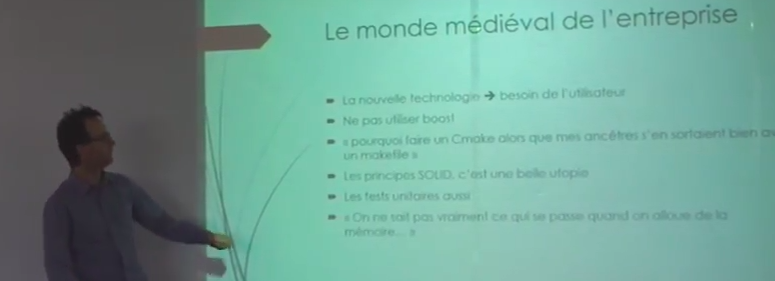 Le monde médiéval de l'entreprise
La nouvelle technologie → besoin de l'utilisateur
Ne pas utiliser boost
« pourquoi faire un Cmake alors que mes ancêtres s'en sortaient bien
un makefile »
Les principes SOLID, c'est une belle utopie
Les tests unitaires aussi
« On ne sait pas vraiment ce qui se passe quand on alloue de la
mémoire... »